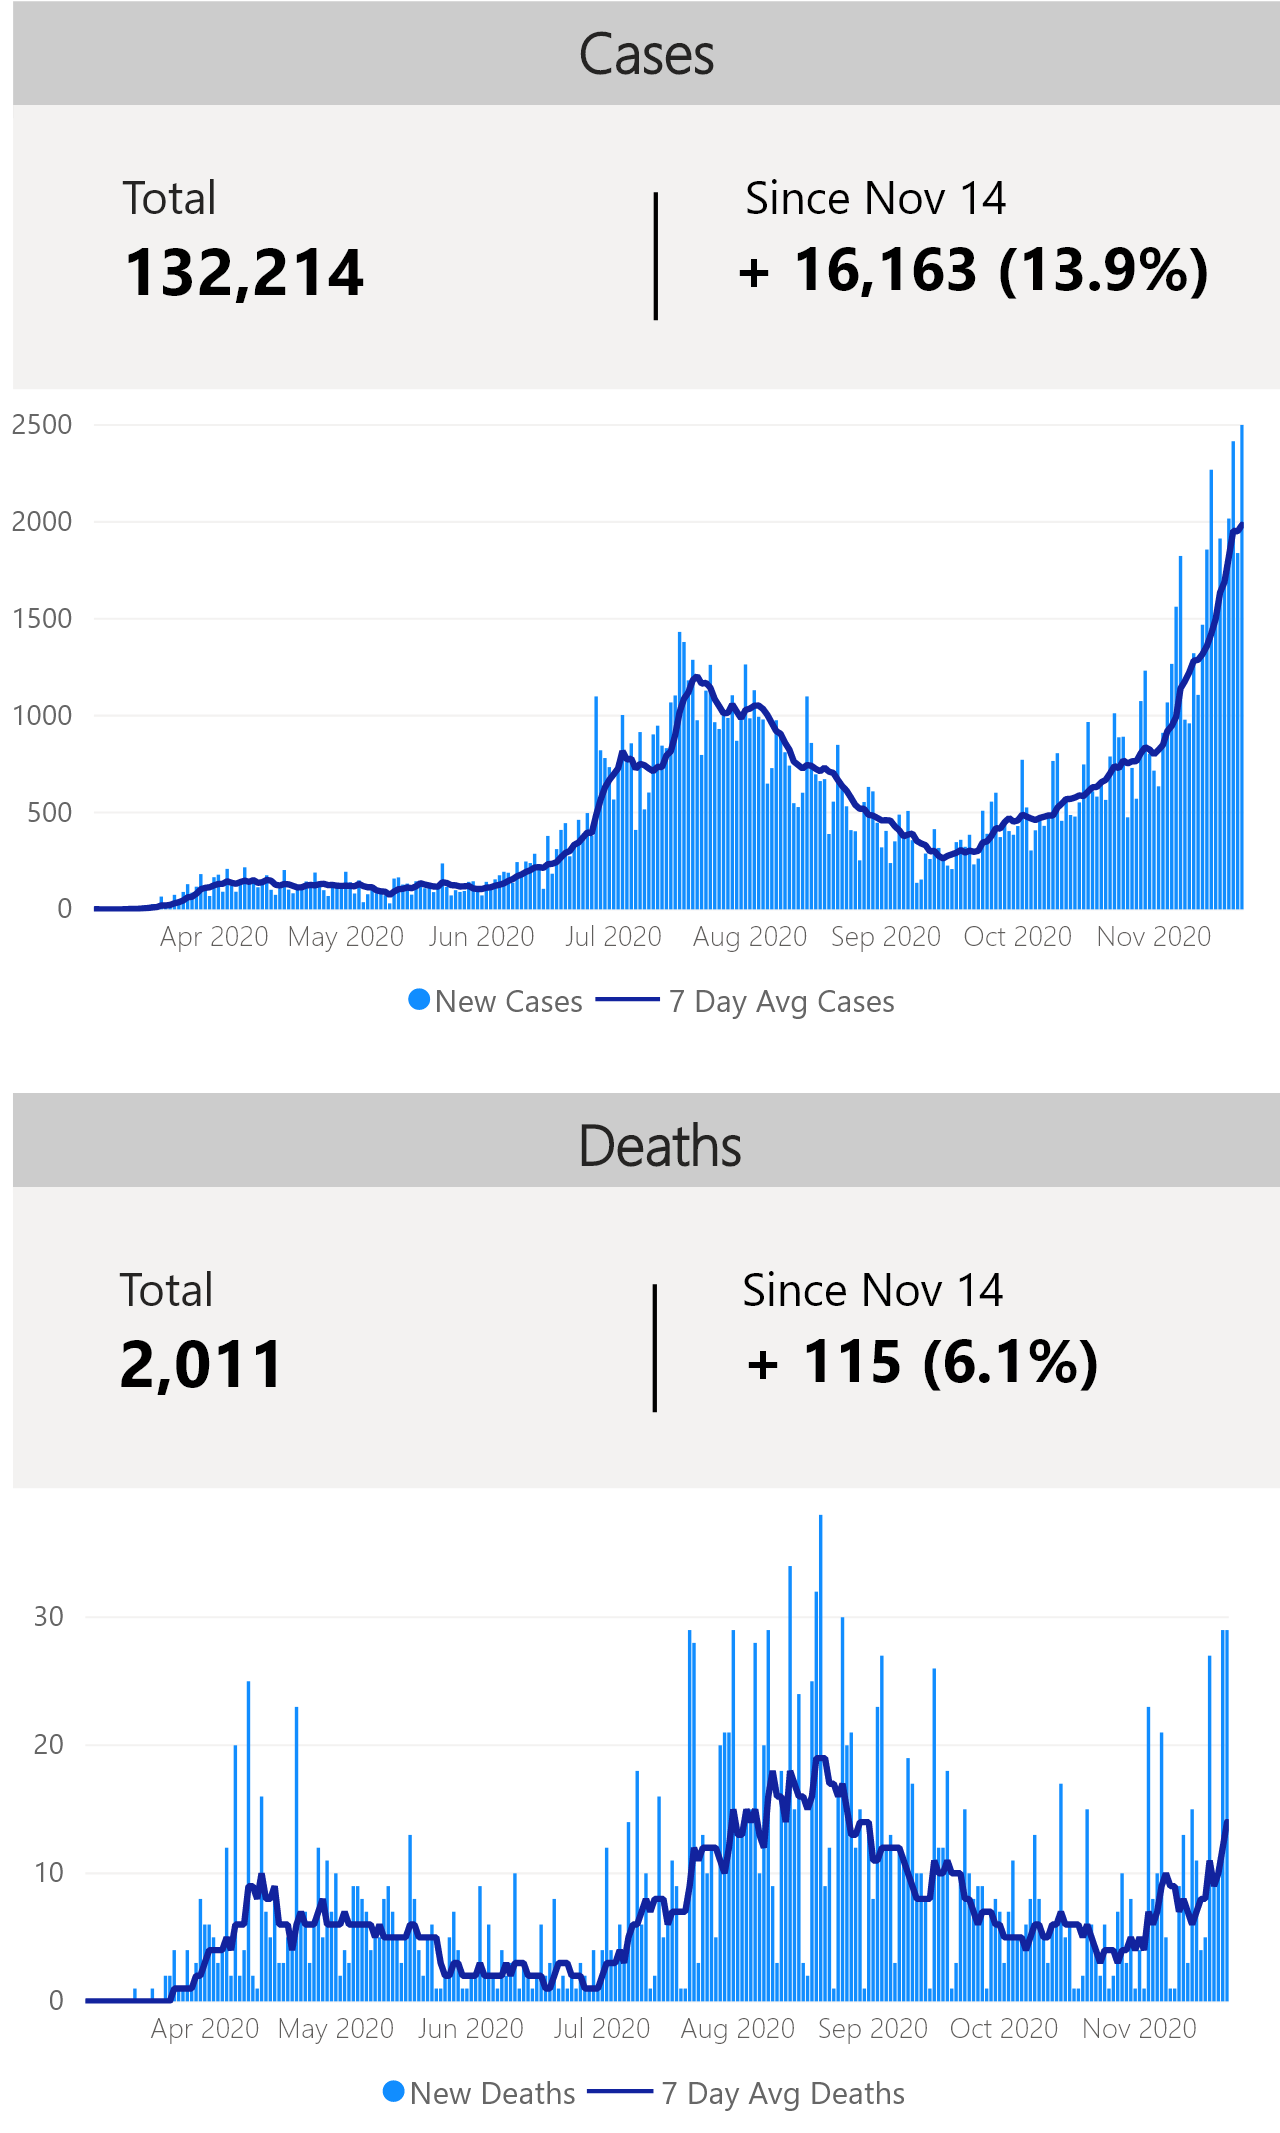 Cases
Total
Since Nov 14
132,214
+ 16,163 (13.9%)
2500
2000
1500
1000
500
0
Apr 2020 May 2020 Jun 2020 Jul 2020 Aug 2020 Sep 2020 Oct 2020 Nov 2020
New Cases 7 Day Avg Cases
Deaths
Total
Since Nov 14
2,011
+ 115 (6.1%)
30
20
10
0
Apr 2020 May 2020 Jun 2020 Jul 2020 Aug 2020 Sep 2020 Oct 2020 Nov 2020
New Deaths 7 Day Avg Deaths